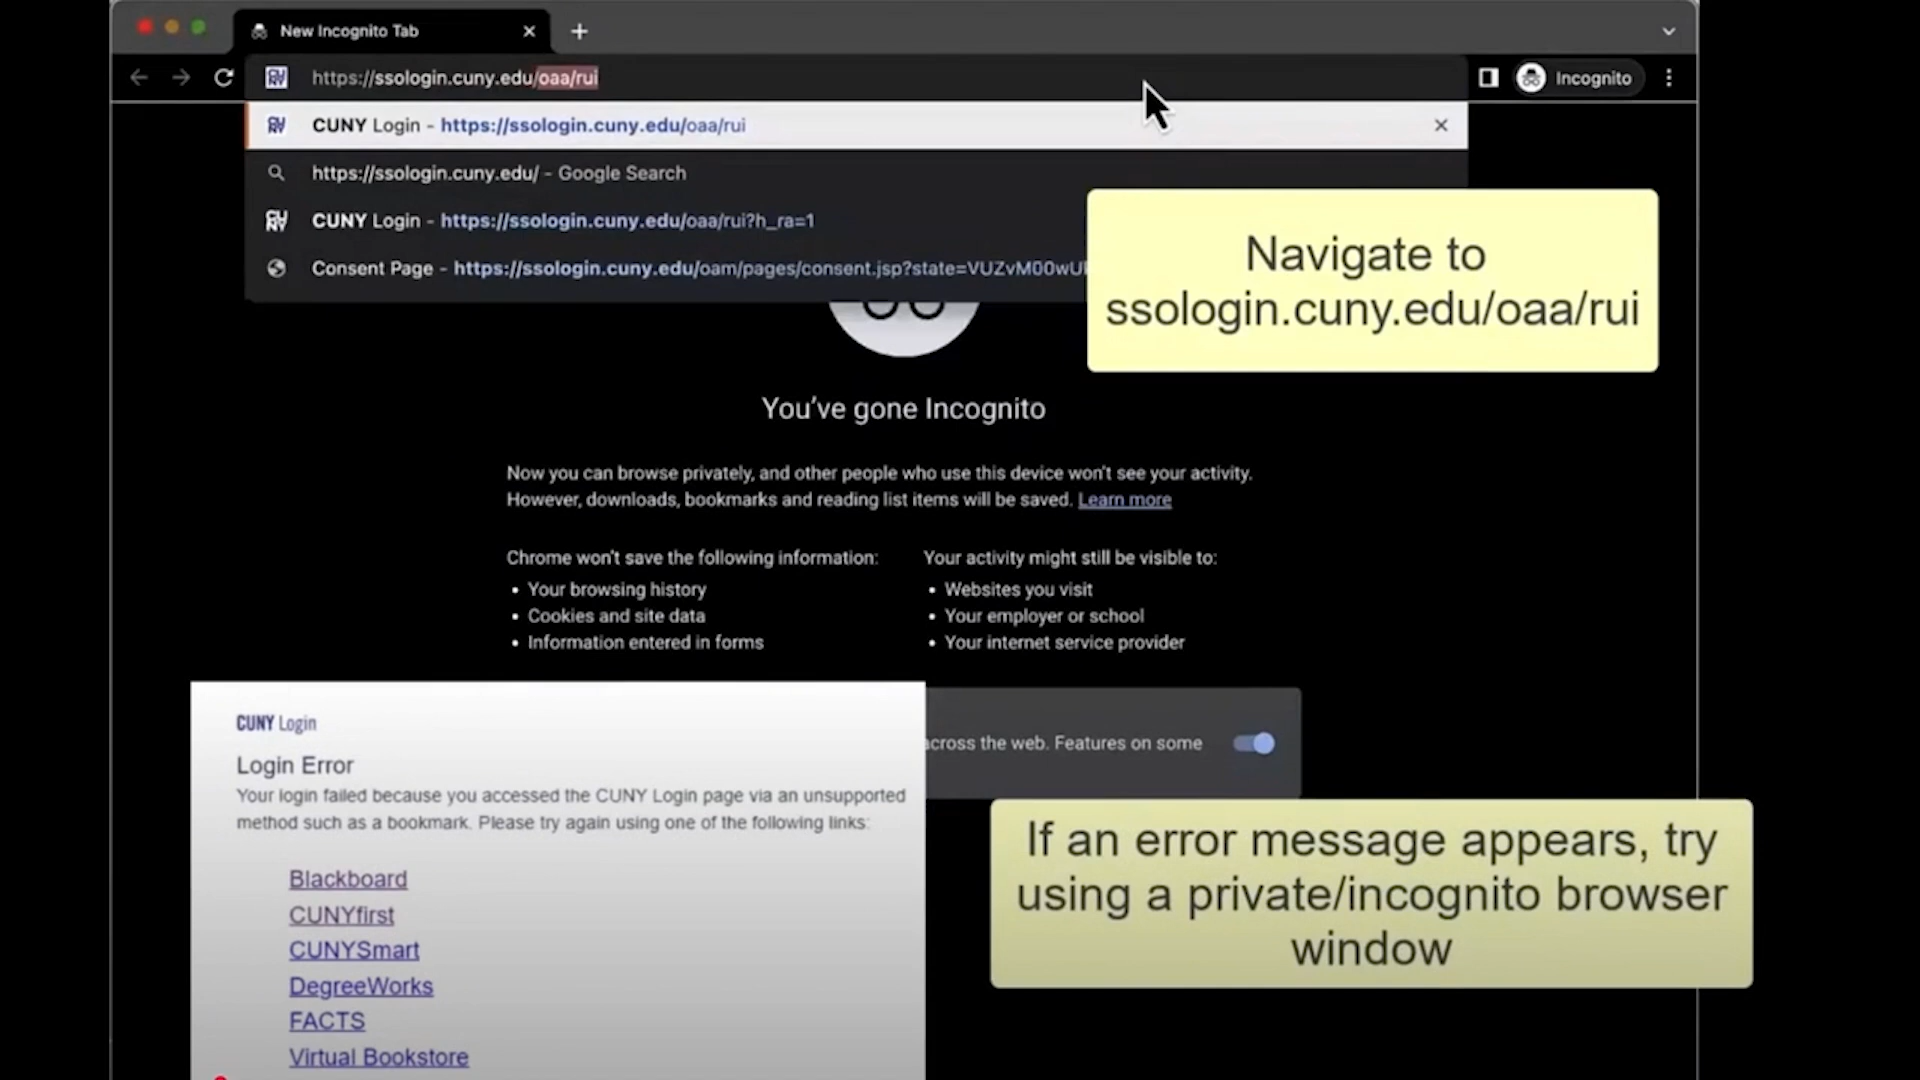 New Incognito Tab
https://ssologin.cuny.edu/oaa/rui
Incognito
CUNY Login - https://ssologin.cuny.edu/oaa/rui
https://ssologin.cuny.edu/ - Google Search
CUNY Login - https://ssologin.cuny.edu/oaa/rui?h_ra=1
Consent Page - https://ssologin.cuny.edu/oam/pages/consent.jsp?state=VUZvM00wU
Navigate to
ssologin.cuny.edu/oaa/rui
You've gone Incognito
Now you can browse privately, and other people who use this device won't see your activity.
However, downloads, bookmarks and reading list items will be saved. Learn more
Chrome won't save the following information:
• Your browsing history
• Cookies and site data
• Information entered in forms
Your activity might still be visible to:
• Websites you visit
• Your employer or school
• Your internet service provider
across the web. Features on some
CUNY Login
Login Error
Your login failed because you accessed the CUNY Login page via an unsupported
method such as a bookmark. Please try again using one of the following links:
Blackboard
CUNYfirst
CUNYSmart
DegreeWorks
FACTS
Virtual Bookstore
If an error message appears, try
using a private/incognito browser
window